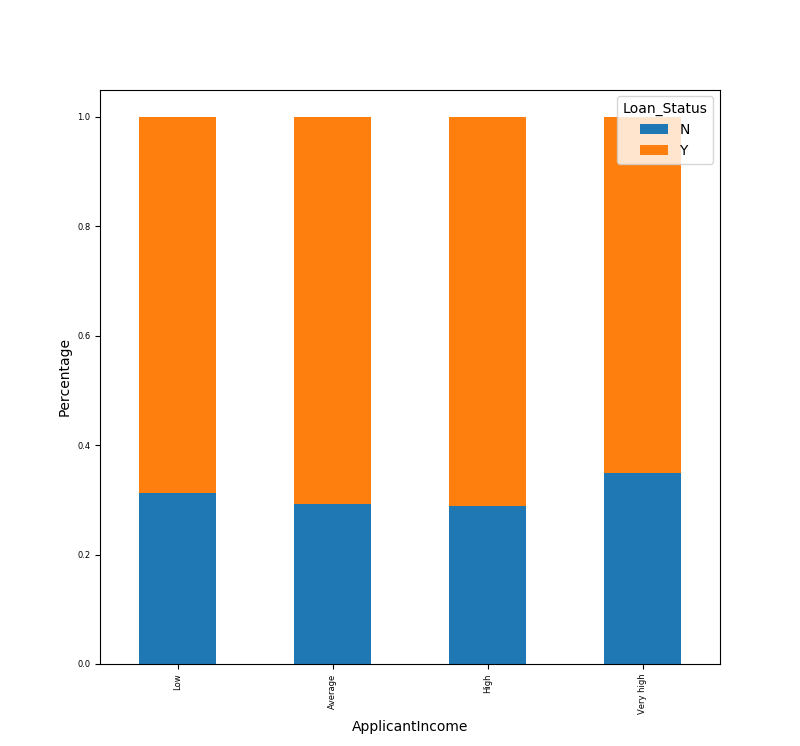 Loan_Status
N
Y
1.0
0.8
0.6
0.4
0.2
0.0
Percentage
Low
Average
High
Very high
ApplicantIncome